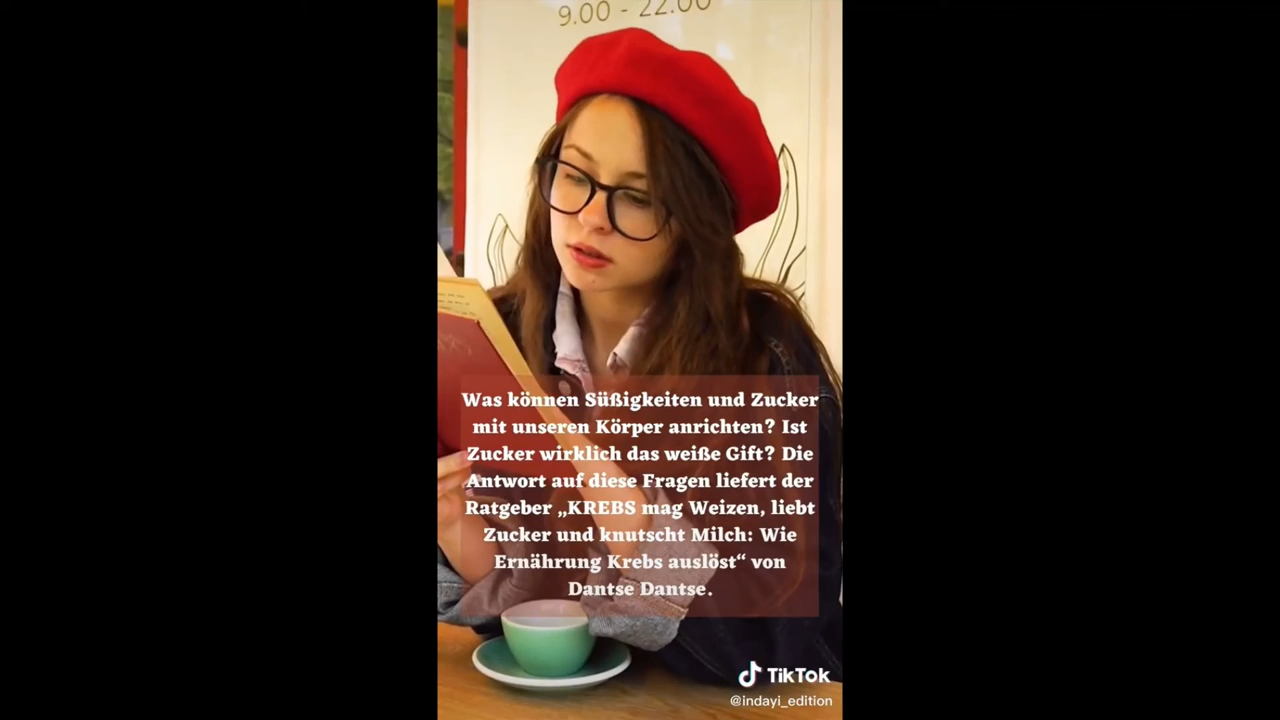 9.00 - 22.00
Was können Süßigkeiten und Zucker
mit unseren Körper anrichten? Ist
Zucker wirklich das weiße Gift? Die
Antwort auf diese Fragen liefert der
Ratgeber „KREBS mag Weizen, liebt
Zucker und knutscht Milch: Wie
Ernährung Krebs auslöst“ von
Dantse Dantse.
TikTok
@indayi_edition